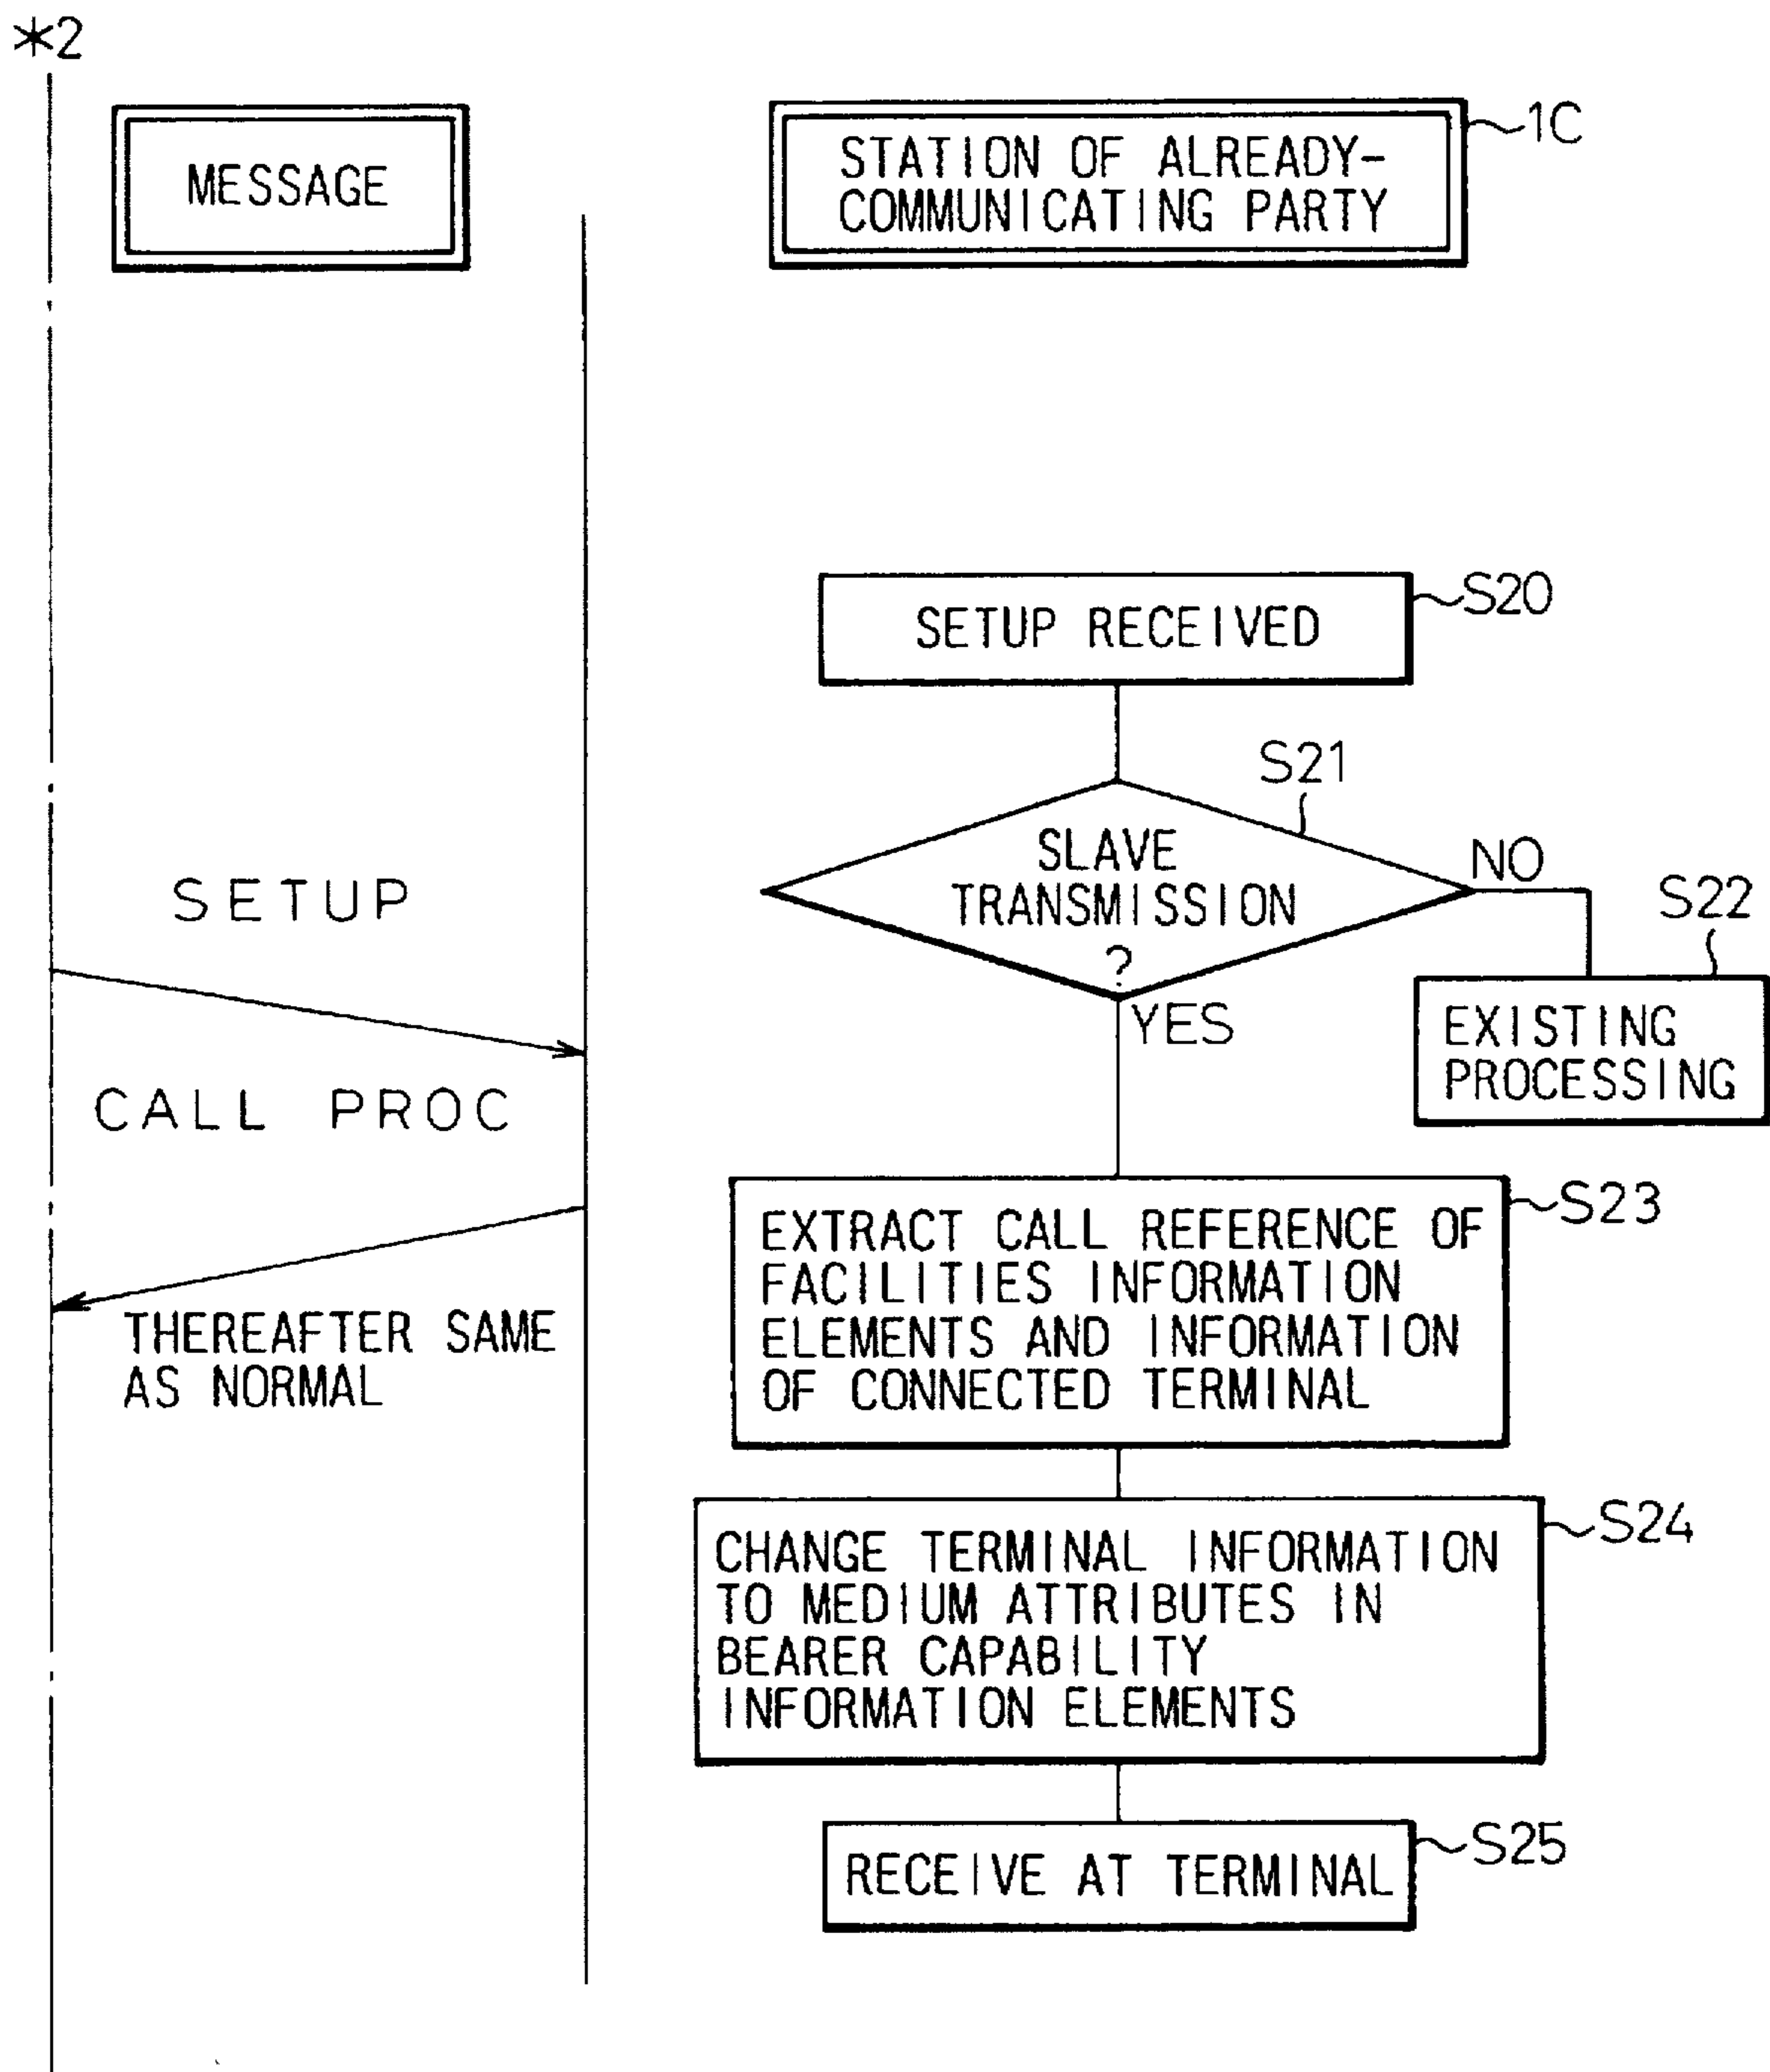 *2
MESSAGE
STATION OF ALREADY-
COMMUNICATING PARTY
1C
SETUP RECEIVED
S20
S21
SLAVE
TRANSMISSION
?
NO
YES
S22
EXISTING
PROCESSING
SETUP
CALL PROC
THEREAFTER SAME
AS NORMAL
EXTRACT CALL REFERENCE OF
FACILITIES INFORMATION
ELEMENTS AND INFORMATION
OF CONNECTED TERMINAL
S23
CHANGE TERMINAL INFORMATION
TO MEDIUM ATTRIBUTES IN
BEARER CAPABILITY
INFORMATION ELEMENTS
S24
RECEIVE AT TERMINAL
S25